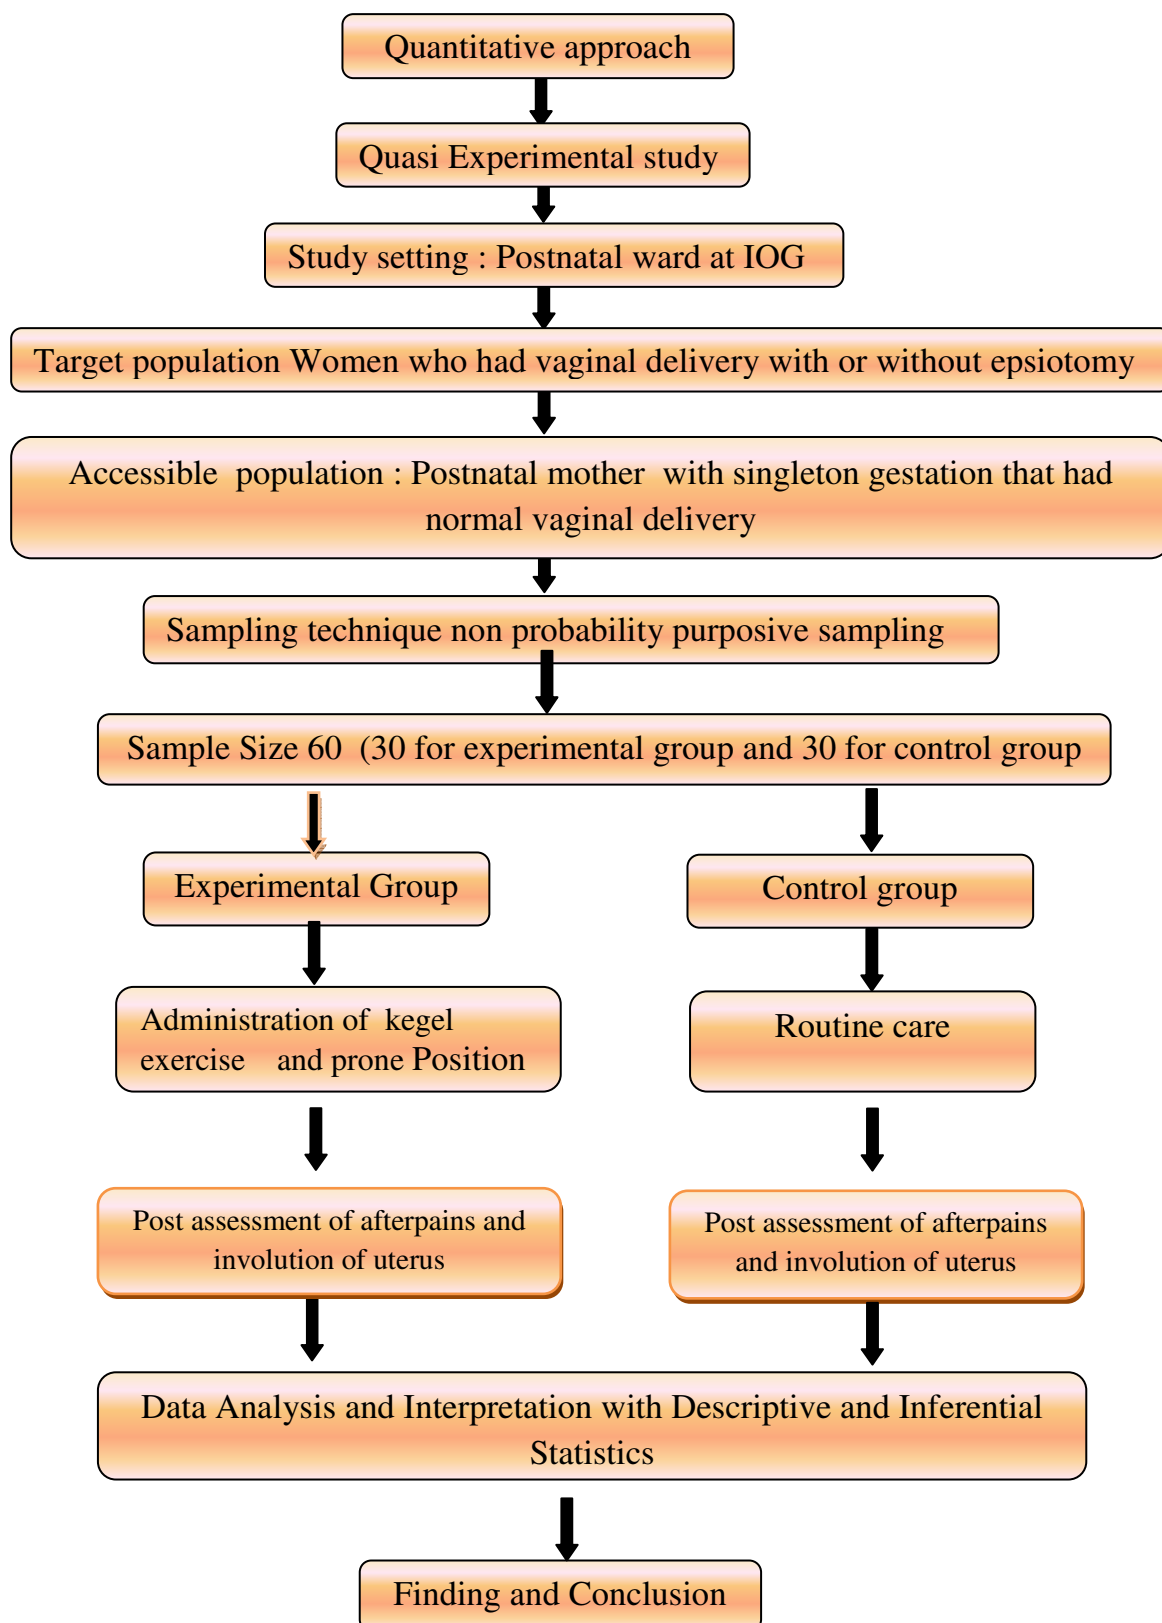 Quantitative approach
Quasi Experimental study
Study setting : Postnatal ward at IOG
Target population Women who had vaginal delivery with or without epsiotomy
Accessible population : Postnatal mother with singleton gestation that had
normal vaginal delivery
Sampling technique non probability purposive sampling
Sample Size 60 (30 for experimental group and 30 for control group
Experimental Group
Control group
Administration of kegel
exercise and prone Position
Routine care
Post assessment of afterpains and
involution of uterus
Post assessment of afterpains
and involution of uterus
Data Analysis and Interpretation with Descriptive and Inferential
Statistics
Finding and Conclusion